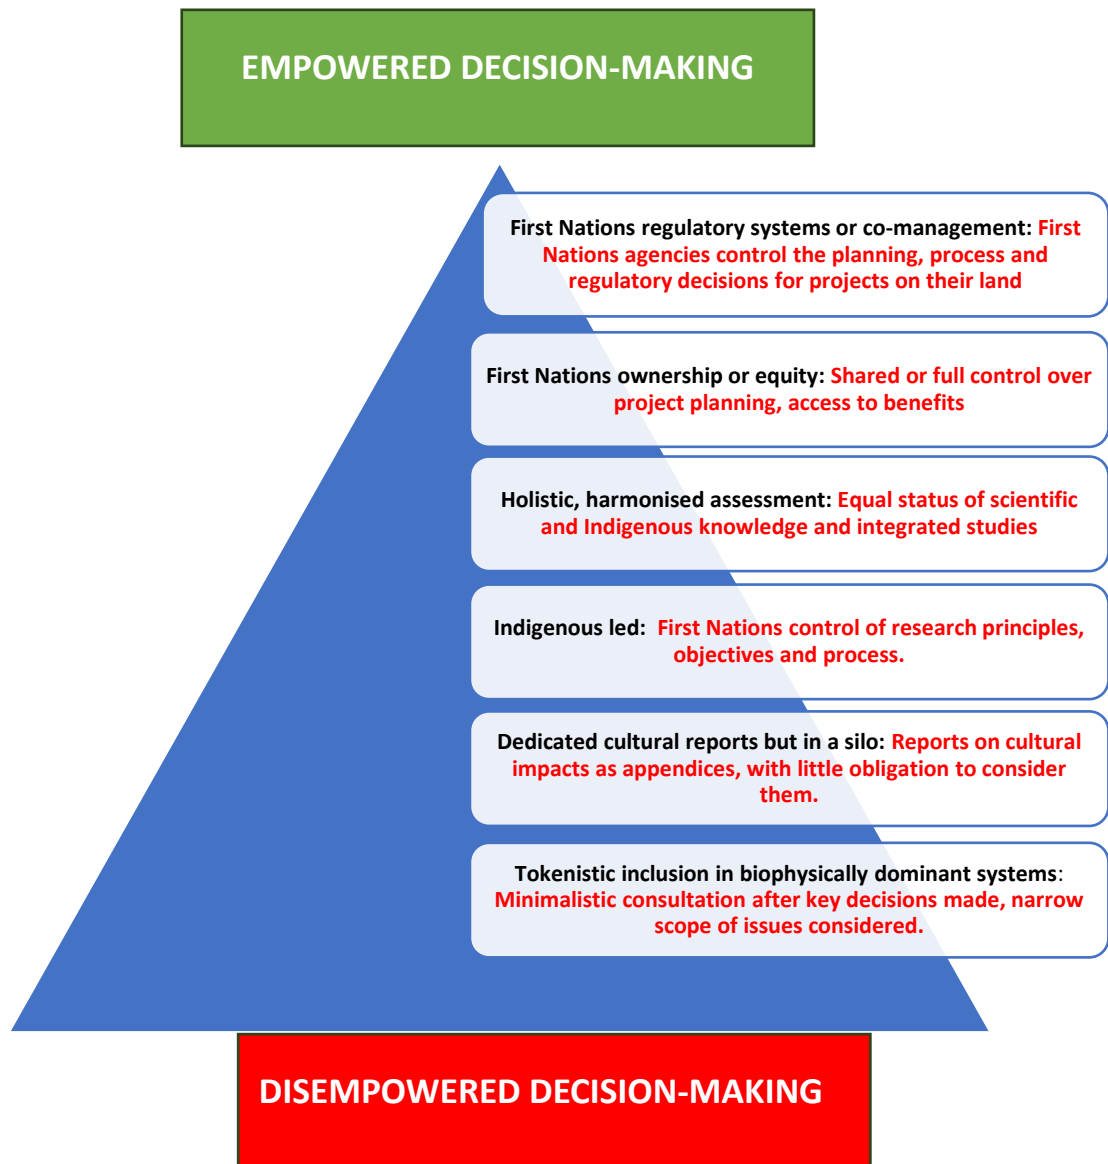 EMPOWERED DECISION-MAKING
First Nations regulatory systems or co-management: First
Nations agencies control the planning, process and
regulatory decisions for projects on their land
First Nations ownership or equity: Shared or full control over
project planning, access to benefits
Holistic, harmonised assessment: Equal status of scientific
and Indigenous knowledge and integrated studies
Indigenous led:  First Nations control of research principles,
objectives and process.
Dedicated cultural reports but in a silo: Reports on cultural
impacts as appendices, with little obligation to consider
them.
Tokenistic inclusion in biophysically dominant systems:
Minimalistic consultation after key decisions made, narrow
scope of issues considered.
DISEMPOWERED DECISION-MAKING